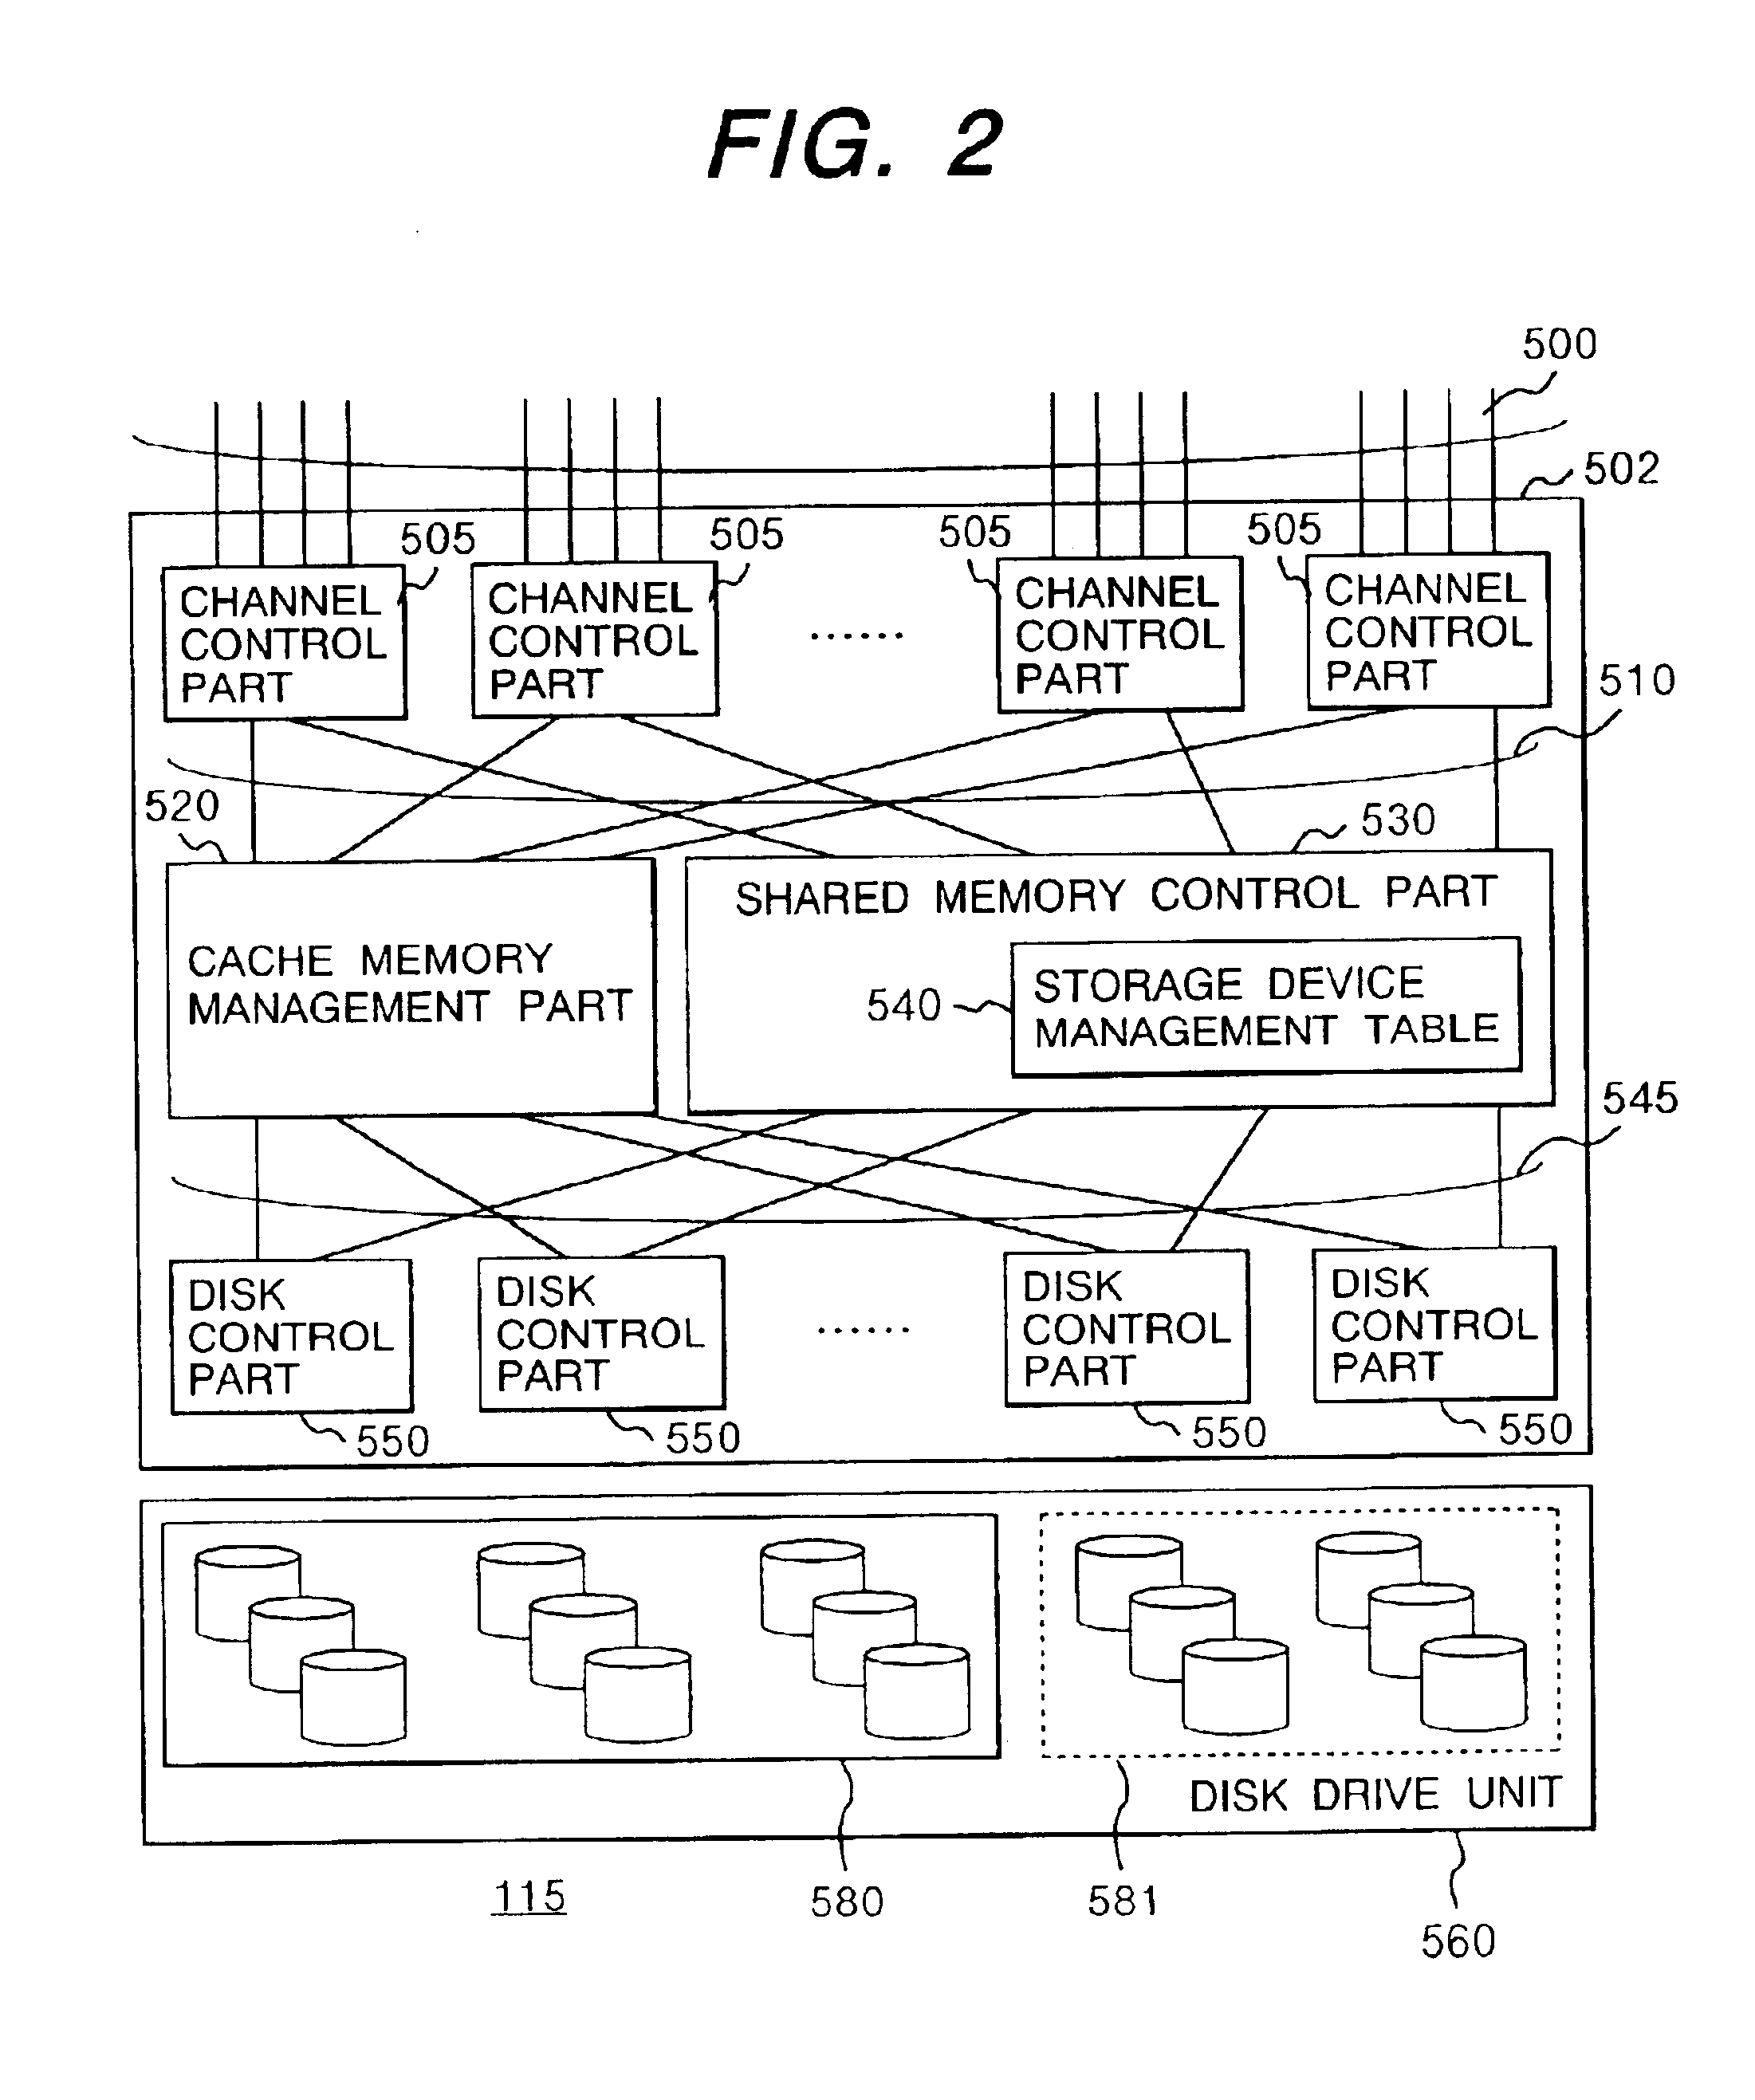 FIG. 2
500
502
505
505
505
505
CHANNEL
CONTROL
PART
CHANNEL
CONTROL
PART
......
CHANNEL
CONTROL
PART
CHANNEL
CONTROL
PART
510
520
530
CACHE MEMORY
MANAGEMENT PART
SHARED MEMORY CONTROL PART
540
STORAGE DEVICE
MANAGEMENT TABLE
545
DISK
CONTROL
PART
DISK
CONTROL
PART
......
DISK
CONTROL
PART
DISK
CONTROL
PART
550
550
550
550
DISK DRIVE UNIT
115
580
581
560